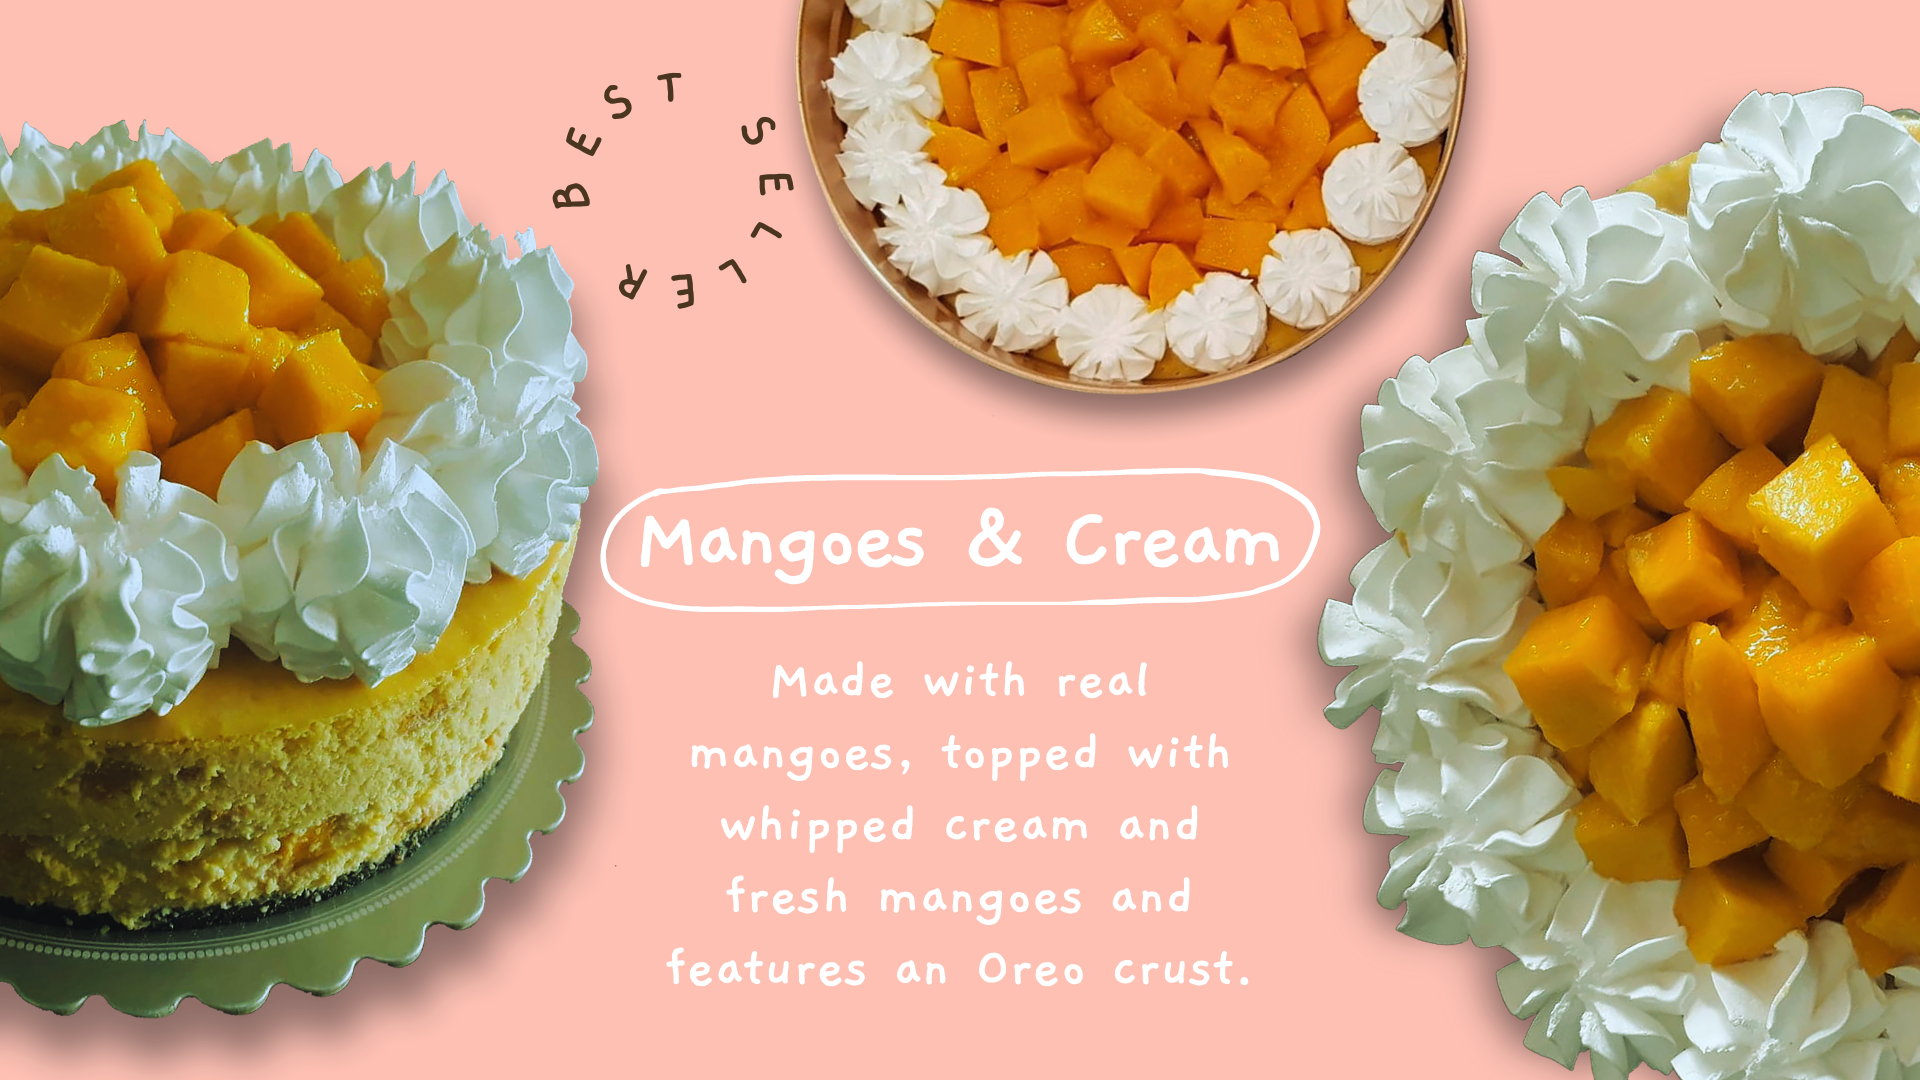 BEST SELLER
Mangoes & Cream
Made with real
mangoes, topped with
whipped cream and
fresh mangoes and
features an Oreo crust.